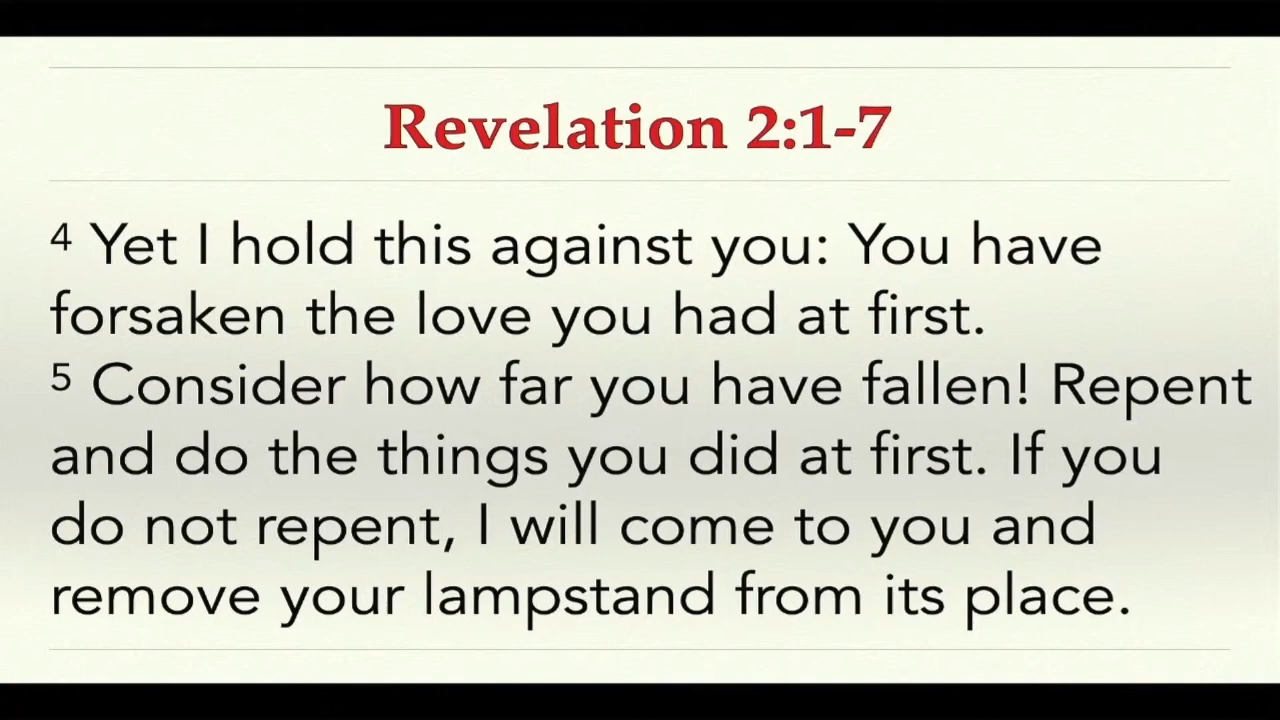 Revelation 2:1-7
4 Yet I hold this against you: You have
forsaken the love you had at first.
5 Consider how far you have fallen! Repent
and do the things you did at first. If you
do not repent, I will come to you and
remove your lampstand from its place.